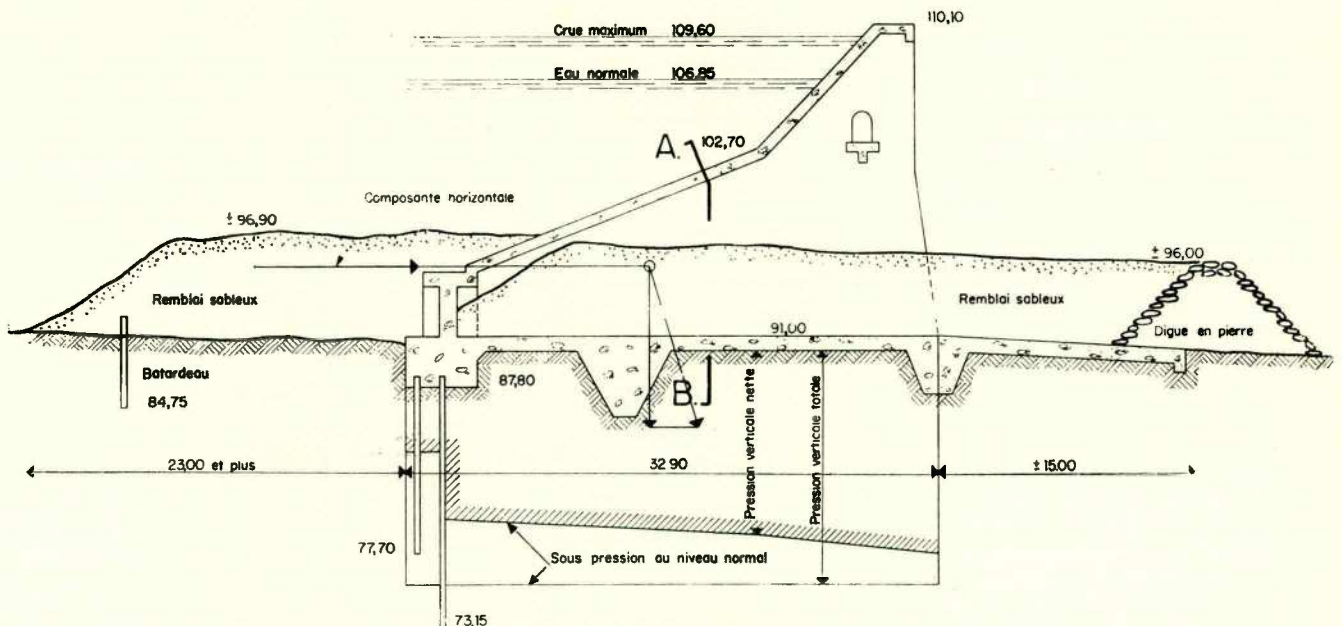 110,10
Crue maximum 109,60
Eau normale 106,85
A.
102,70
Composante horizontale
± 96,90
± 96,00
Remblai sableux
Remblai sableux
91,00
Digue en pierre
Batardeau
84,75
87,80
B.
Pression verticale nette
Pression verticale totale
23,00 et plus
32.90
± 15.00
77,70
Sous pression au niveau normal
73,15